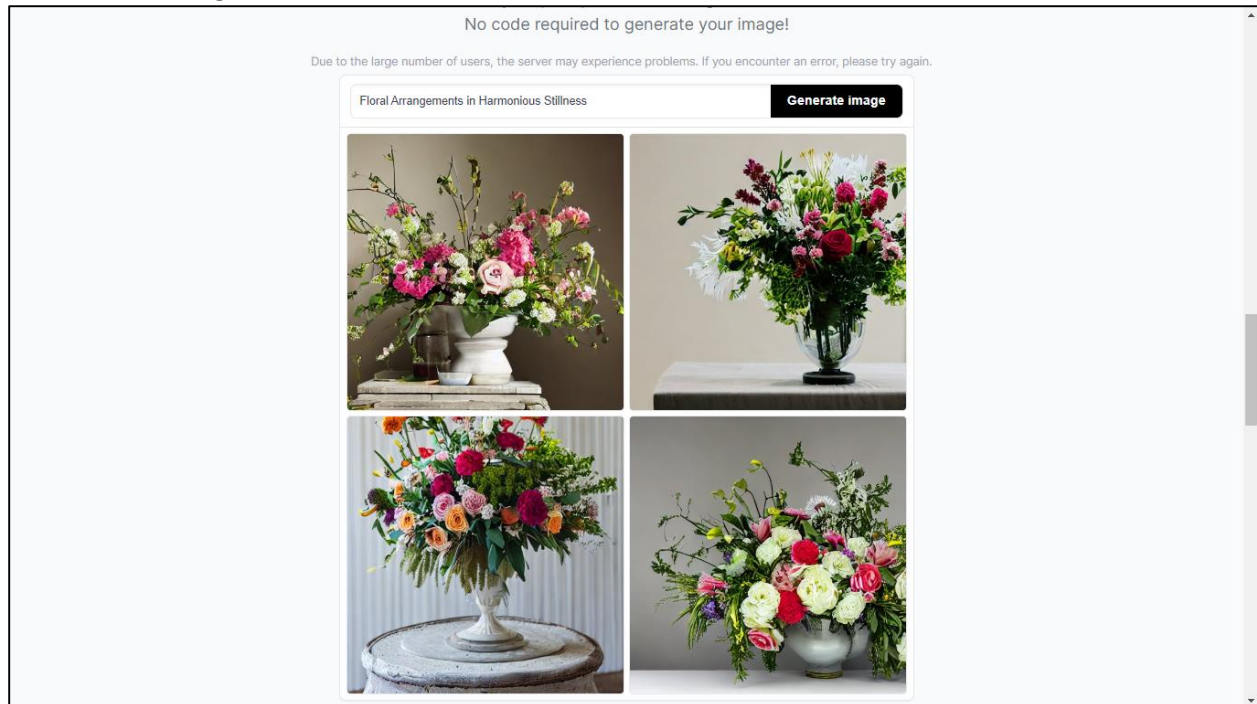 No code required to generate your image!
Due to the large number of users, the server may experience problems. If you encounter an error, please try again.
Floral Arrangements in Harmonious Stillness
Generate image